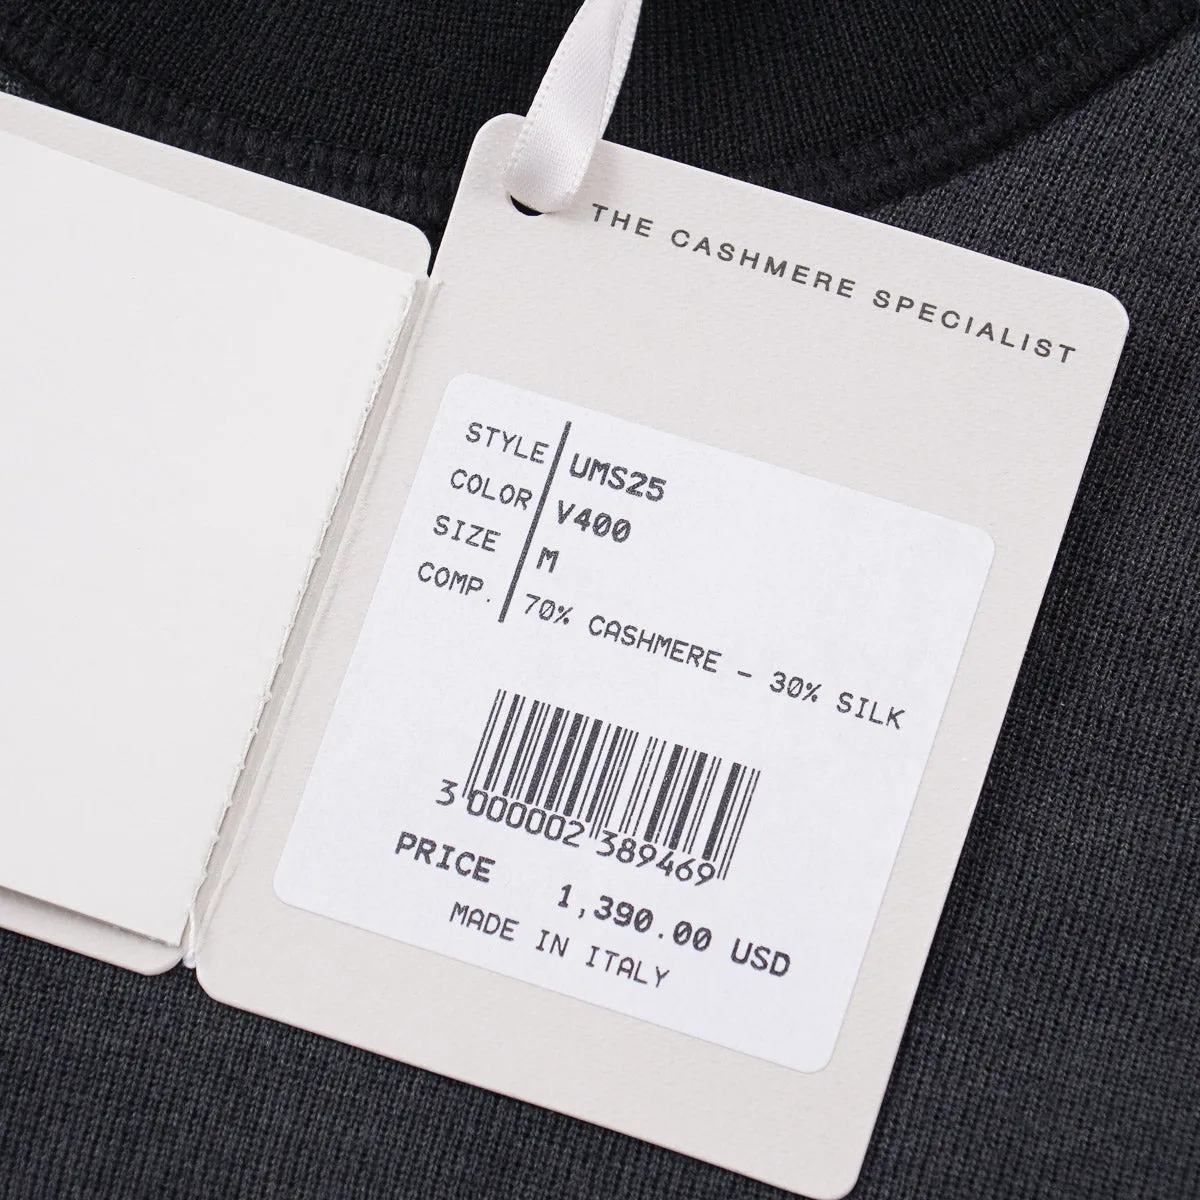 THE CASHMERE SPECIALIST
STYLE UMS25
COLOR V400
SIZE M
COMP. 70% CASHMERE - 30% SILK
3 000002 389469
PRICE 1,390.00 USD
MADE IN ITALY